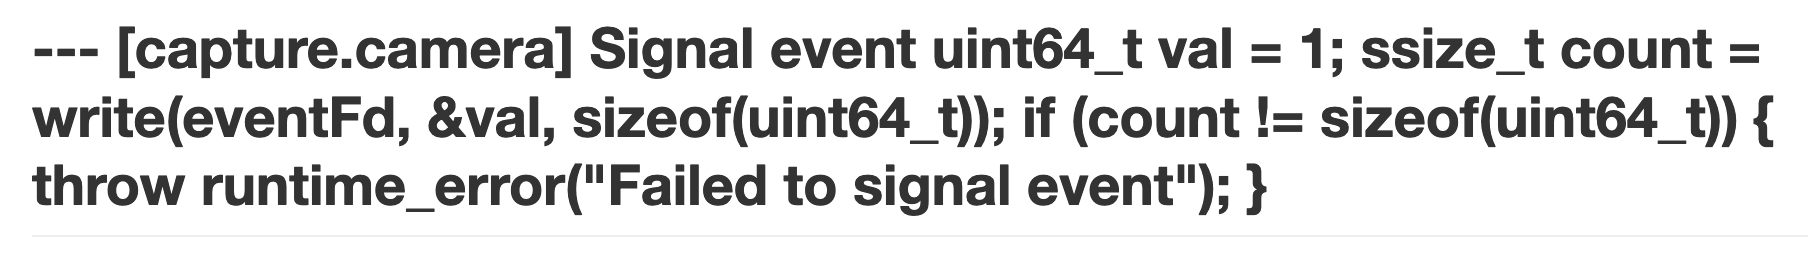 --- [capture.camera] Signal event uint64_t val = 1; ssize_t count =
write(eventFd, &val, sizeof(uint64_t)); if (count != sizeof(uint64_t)) {
throw runtime_error("Failed to signal event"); }